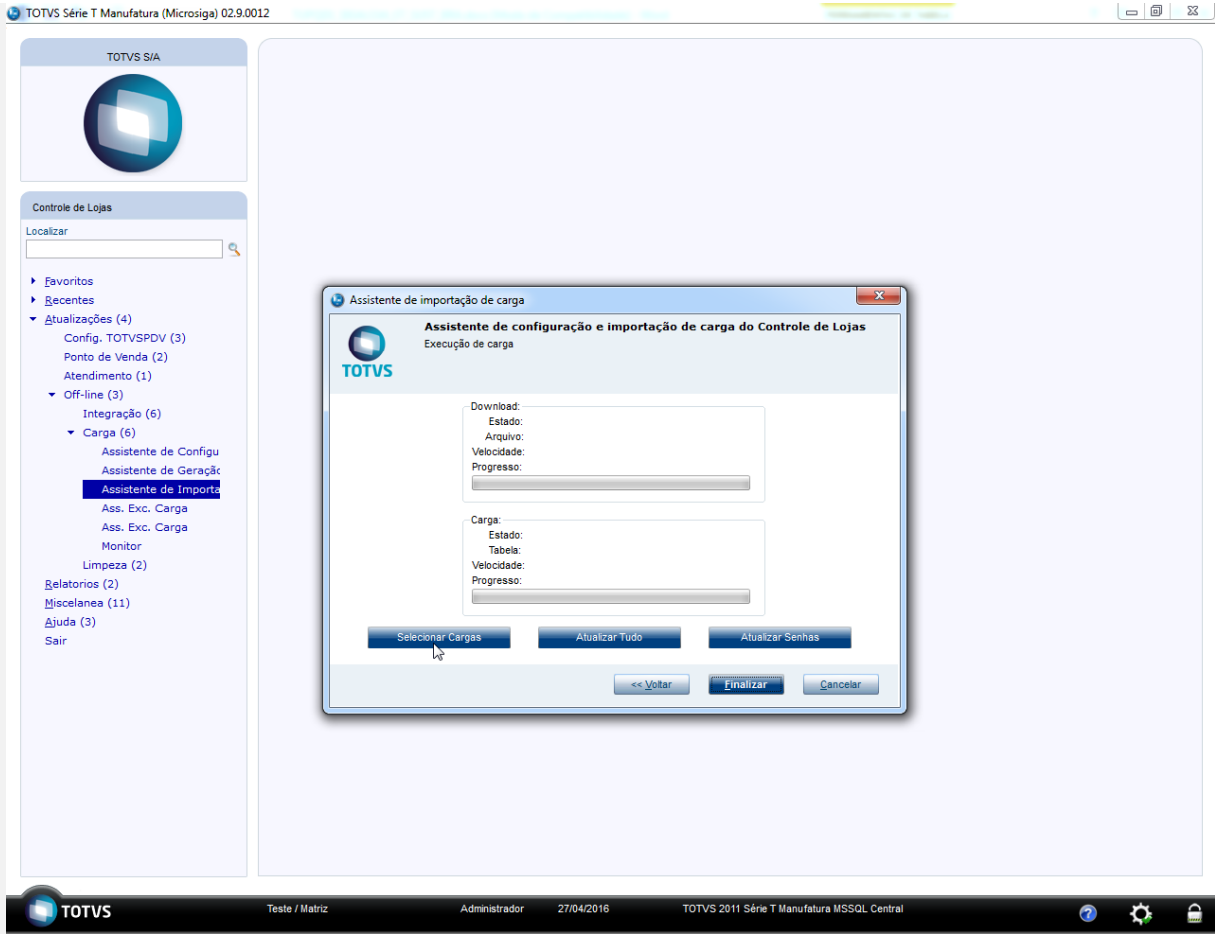 TOTVS Série T Manufatura (Microsiga) 02.9.0012
TOTVS S/A
Controle de Lojas
Localizar
Favoritos
Recentes
Atualizações (4)
Config. TOTVSPDV (3)
Ponto de Venda (2)
Atendimento (1)
Off-line (3)
Integração (6)
Carga (6)
Assistente de Configu
Assistente de Geração
Assistente de Importa
Ass. Exc. Carga
Ass. Exc. Carga
Monitor
Limpeza (2)
Relatorios (2)
Miscelanea (11)
Ajuda (3)
Sair
Assistente de importação de carga
Assistente de configuração e importação de carga do Controle de Lojas
Execução de carga
TOTVS
Download:
Estado:
Arquivo:
Velocidade:
Progresso:
Carga:
Estado:
Tabela:
Velocidade:
Progresso:
Selecionar Cargas Atualizar Tudo Atualizar Senhas
<< Voltar Finalizar Cancelar
TOTVS Teste / Matriz Administrador 27/04/2016 TOTVS 2011 Série T Manufatura MSSQL Central